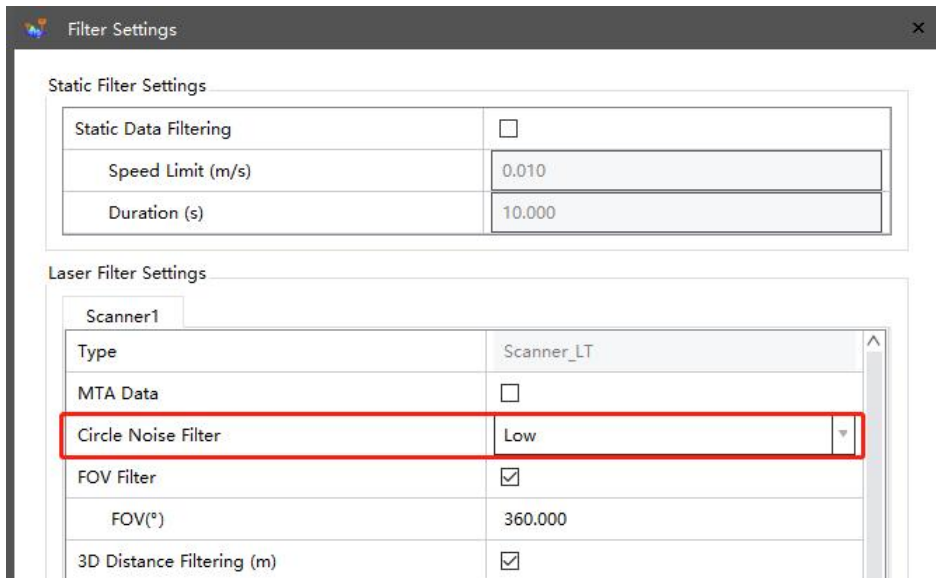 Filter Settings
Static Filter Settings
Static Data Filtering
Speed Limit (m/s) 0.010
Duration (s) 10.000
Laser Filter Settings
Scanner1
Type Scanner_LT
MTA Data
Circle Noise Filter Low
FOV Filter
FOV(°) 360.000
3D Distance Filtering (m)